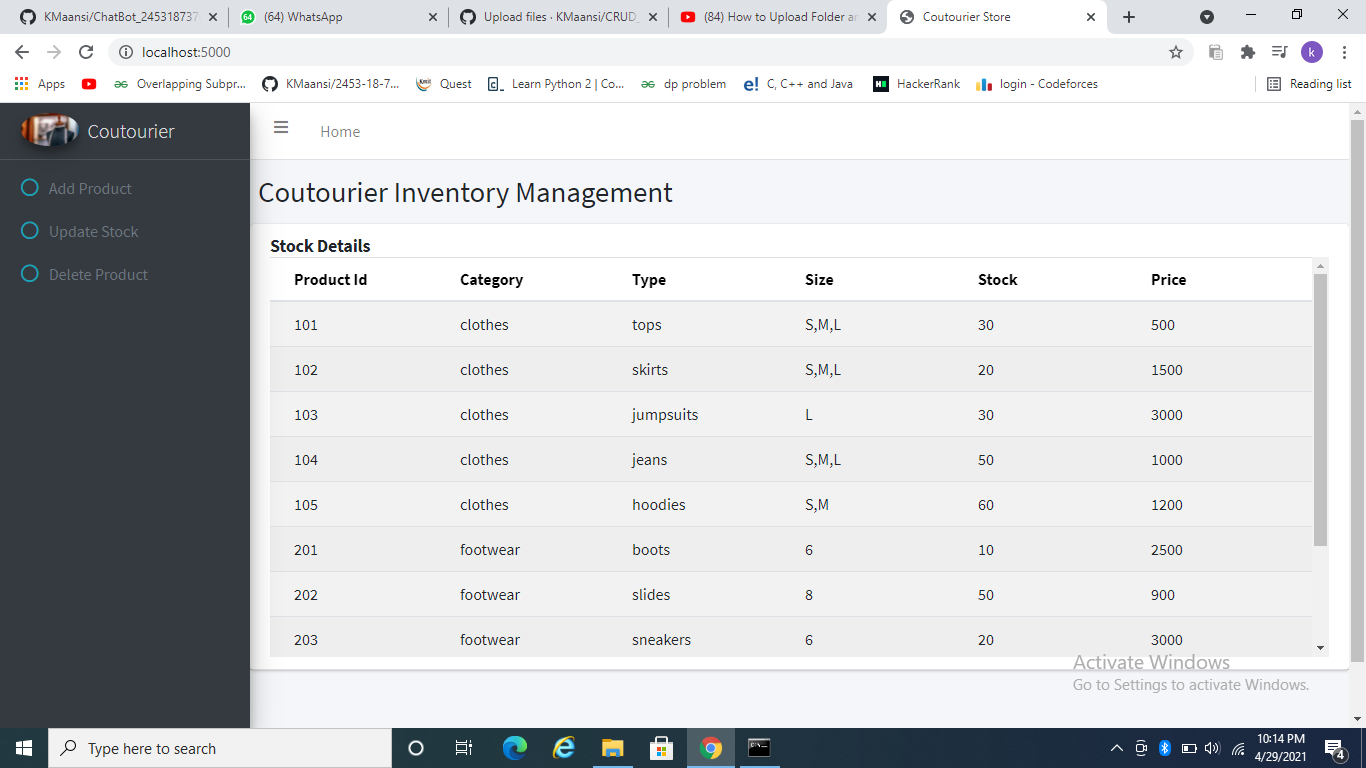 KMaansi/ChatBot_245318737
(64) WhatsApp
Upload files · KMaansi/CRUD_
(84) How to Upload Folder an
Coutourier Store
localhost:5000
k
Apps
Overlapping Subpr...
KMaansi/2453-18-7...
Quest
Learn Python 2 | Co...
dp problem
C, C++ and Java
HackerRank
login - Codeforces
Reading list
Coutourier
Home
Add Product
Update Stock
Delete Product
Coutourier Inventory Management
Stock Details
Product Id Category Type Size Stock Price
101 clothes tops S,M,L 30 500
102 clothes skirts S,M,L 20 1500
103 clothes jumpsuits L 30 3000
104 clothes jeans S,M,L 50 1000
105 clothes hoodies S,M 60 1200
201 footwear boots 6 10 2500
202 footwear slides 8 50 900
203 footwear sneakers 6 20 3000
Activate Windows
Go to Settings to activate Windows.
Type here to search
10:14 PM
4/29/2021
4